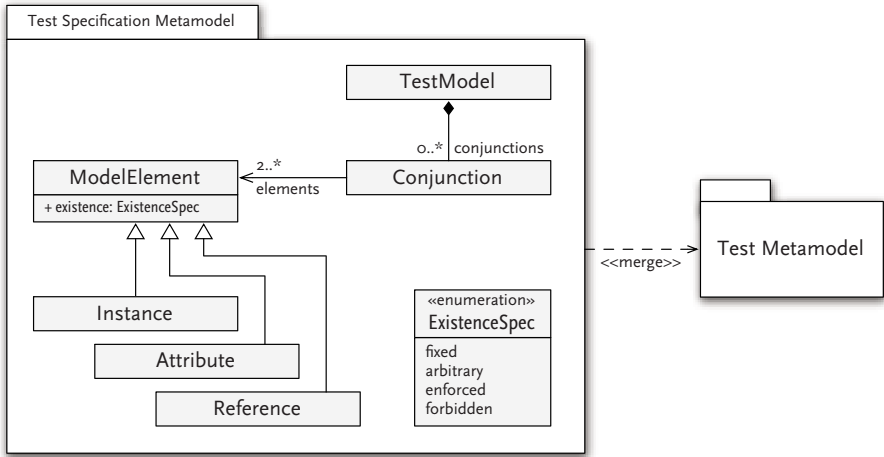 Test Specification Metamodel
TestModel
0..* conjunctions
2..*
elements
ModelElement
+ existence: ExistenceSpec
Conjunction
Test Metamodel
<<merge>>
Instance
Attribute
Reference
«enumeration»
ExistenceSpec
fixed
arbitrary
enforced
forbidden